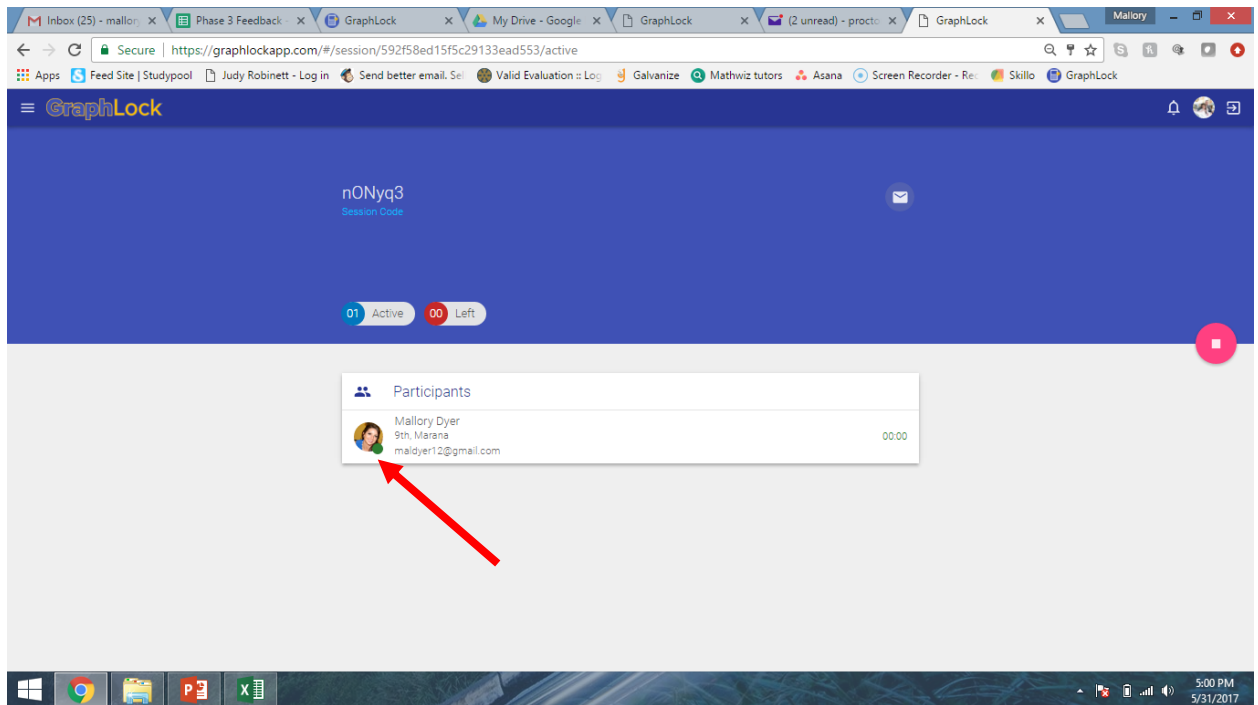 Inbox (25) - mallor
Phase 3 Feedback -
GraphLock
My Drive - Google
GraphLock
(2 unread) - procto
GraphLock
Mallory
Secure | https://graphlockapp.com/#/session/592f58ed15f5c29133ead553/active
Apps Feed Site | Studypool Judy Robinett - Log in Send better email. Sel Valid Evaluation :: Log Galvanize Mathwiz tutors Asana Screen Recorder - Rec Skillo GraphLock
GraphLock
nONyq3
Session Code
01 Active 00 Left
Participants
Mallory Dyer
9th, Marana
maldyer12@gmail.com
00:00
5:00 PM
5/31/2017